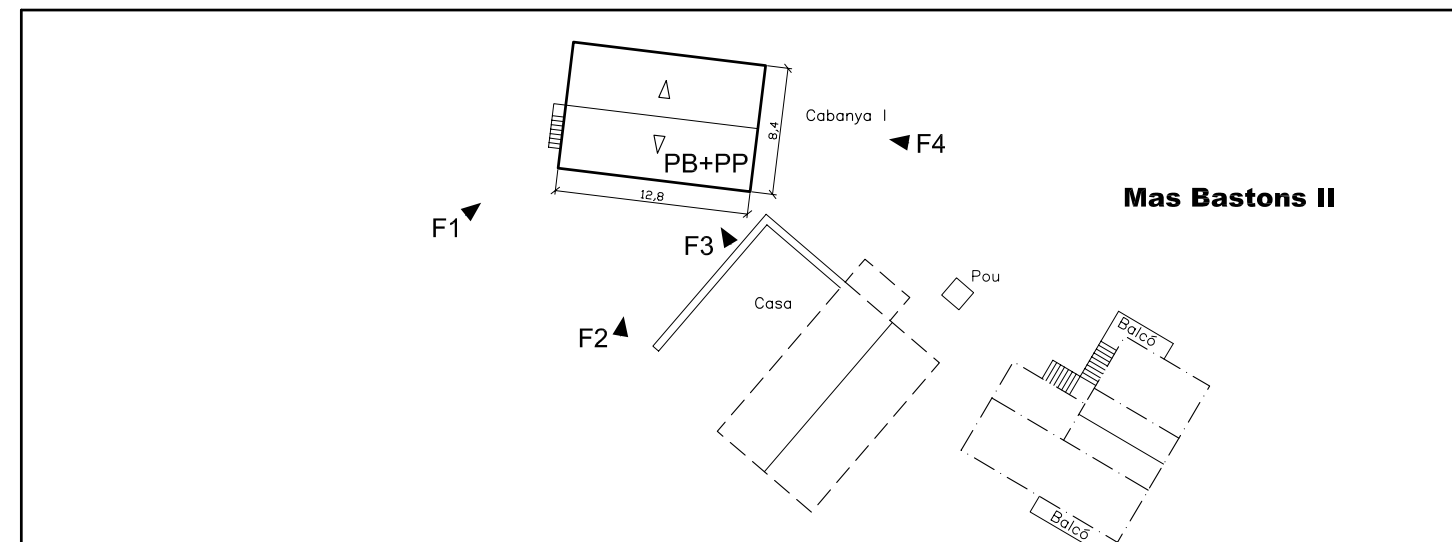 Cabanya I
8,4
F4
PB+PP
12,8
Mas Bastons II
F1
F3
Pou
Casa
F2
Balcó
Balcó